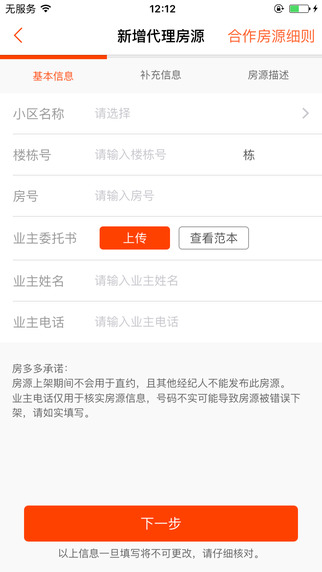 无服务 12:12
新增代理房源 合作房源细则
基本信息 补充信息 房源描述
小区名称 请选择
楼栋号 请输入楼栋号 栋
房号 请输入房号
业主委托书 上传 查看范本
业主姓名 请输入业主姓名
业主电话 请输入业主电话
房多多承诺：
房源上架期间不会用于直约，且其他经纪人不能发布此房源。
业主电话仅用于核实房源信息，号码不实可能导致房源被错误下
架，请如实填写。
下一步
以上信息一旦填写将不可更改，请仔细核对。